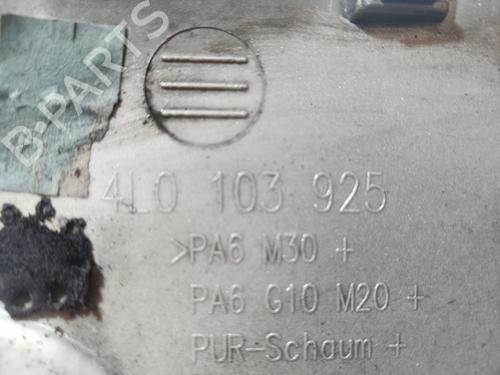 B-PARTS
4L0 103 925
>PA6 M30 +
PA6 G10 M20 +
PUR-Schaum +